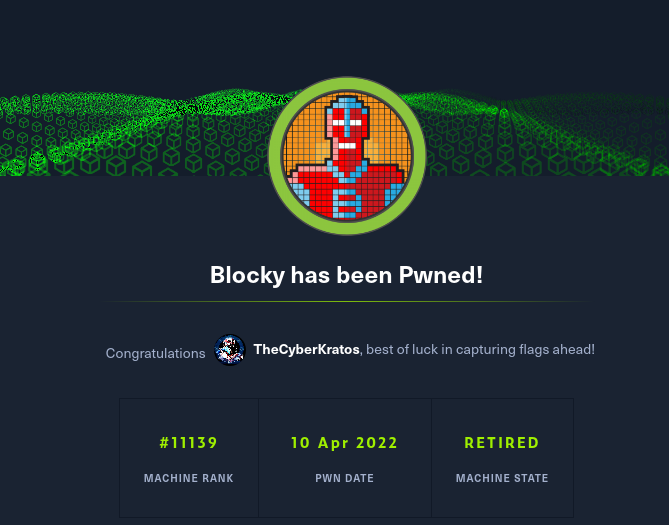 Blocky has been Pwned!
Congratulations TheCyberKratos, best of luck in capturing flags ahead!
#11139 10 Apr 2022 RETIRED
MACHINE RANK PWN DATE MACHINE STATE